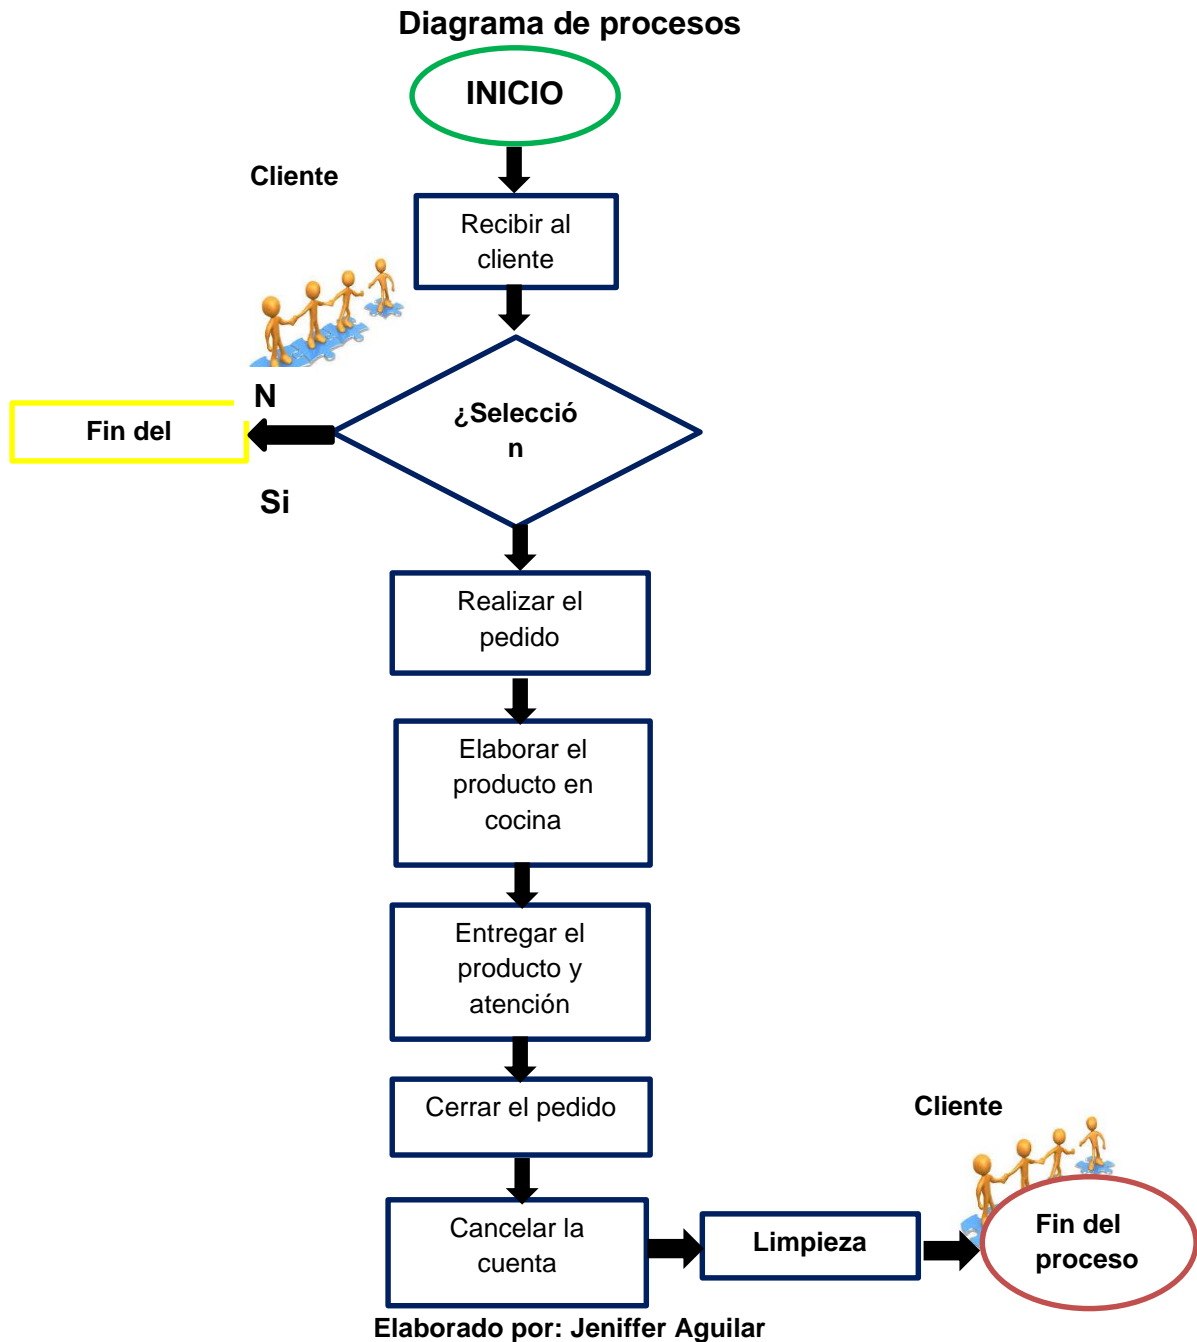 Diagrama de procesos
INICIO
Cliente
Recibir al
cliente
N
¿Selecció
n
Fin del
Si
Realizar el
pedido
Elaborar el
producto en
cocina
Entregar el
producto y
atención
Cerrar el pedido
Cliente
Cancelar la
cuenta
Limpieza
Fin del
proceso
Elaborado por: Jeniffer Aguilar